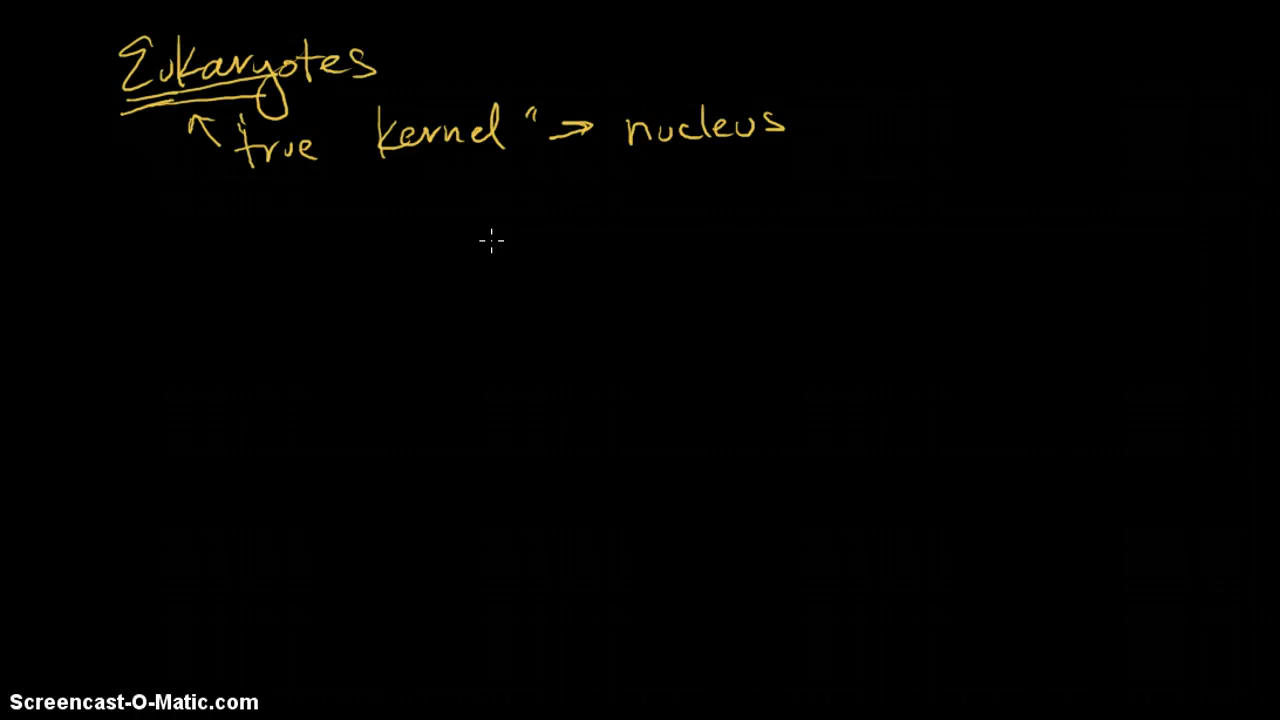 Eukaryotes
"true kernel" → nucleus
Screencast-O-Matic.com